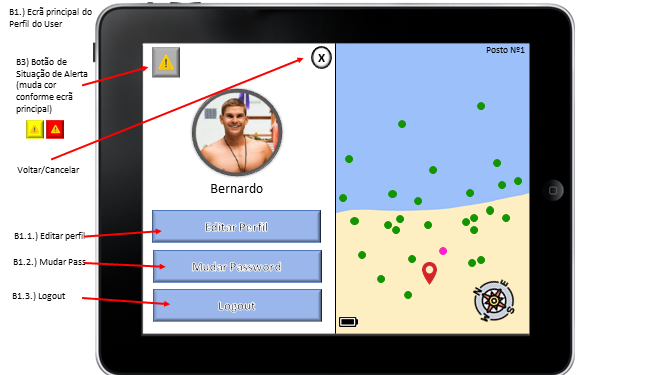 B1.) Ecrã principal do
Perfil do User
B3) Botão de
Situação de Alerta
(muda cor
conforme ecrã
principal)
Voltar/Cancelar
B1.1.) Editar perfil
B1.2.) Mudar Pass
B1.3.) Logout
X
Bernardo
Editar Perfil
Mudar Password
Logout
Posto Nº1
N
E
S
W